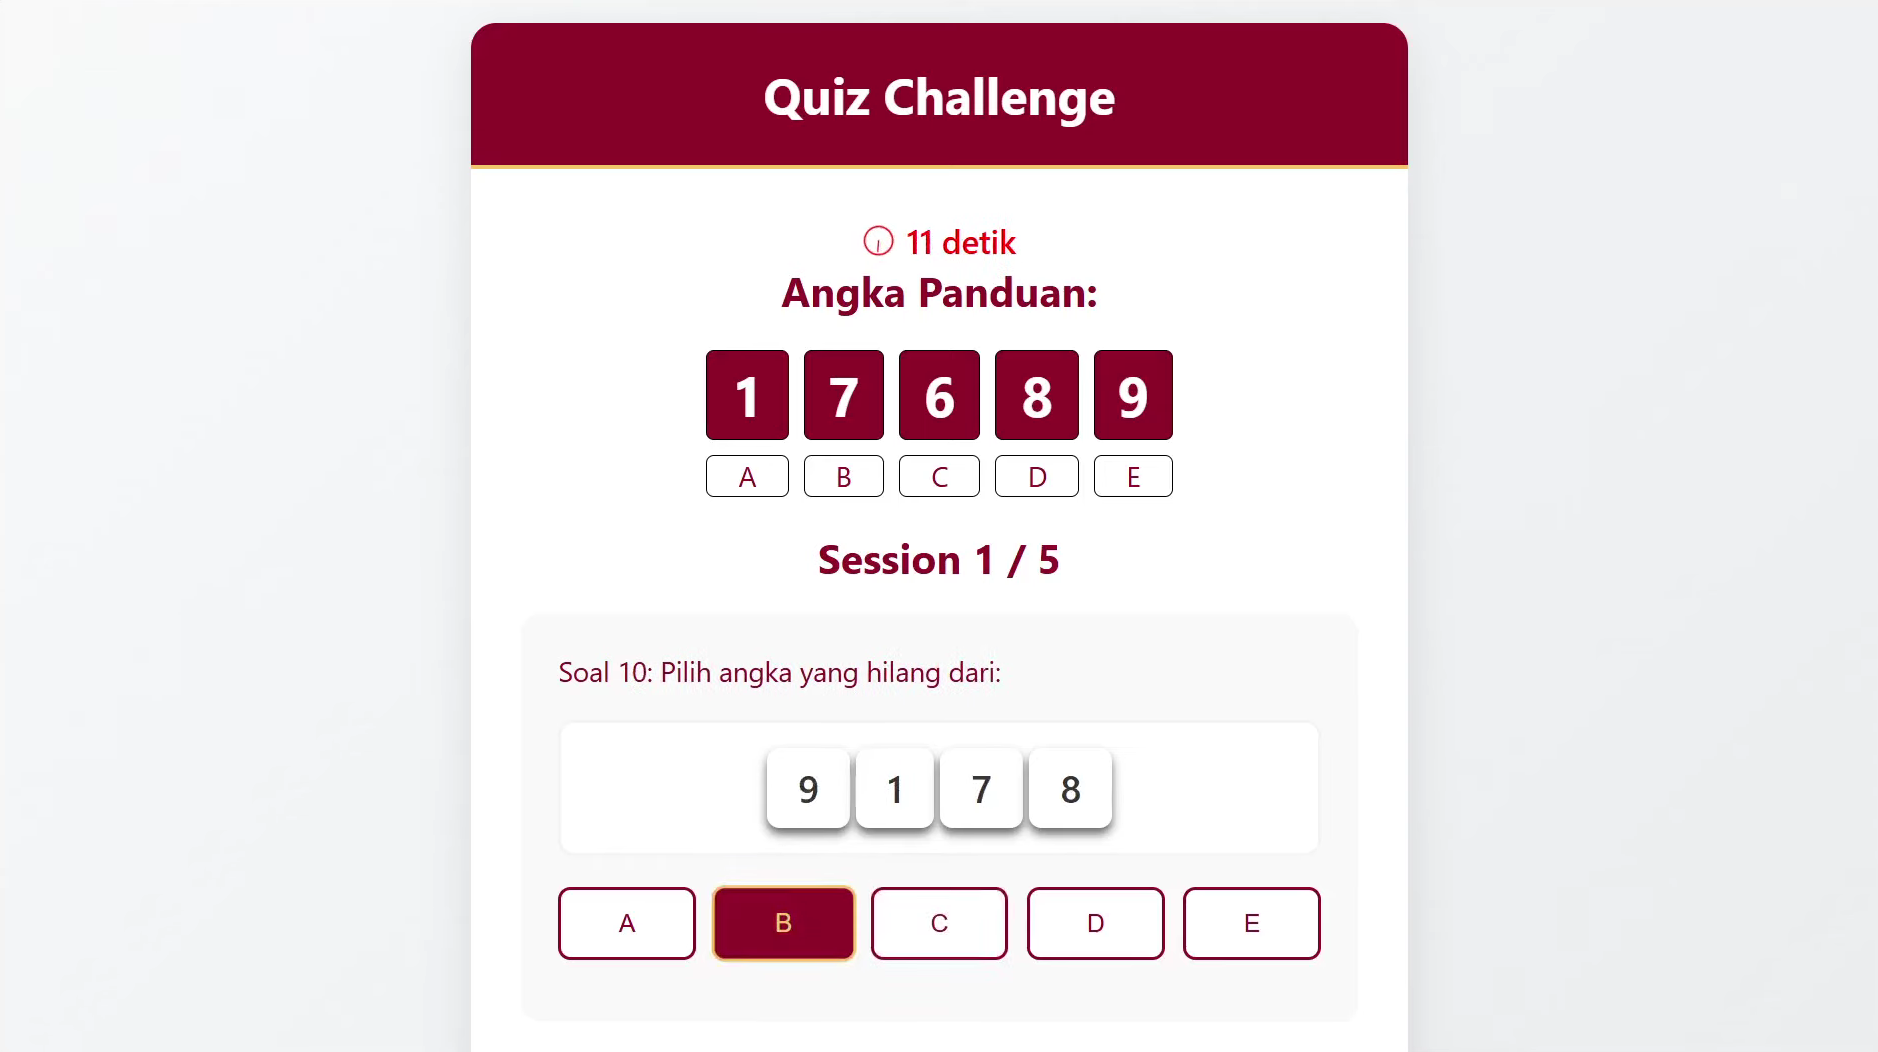 Quiz Challenge
11 detik
Angka Panduan:
1 7 6 8 9
A B C D E
Session 1 / 5
Soal 10: Pilih angka yang hilang dari:
9 1 7 8
A B C D E